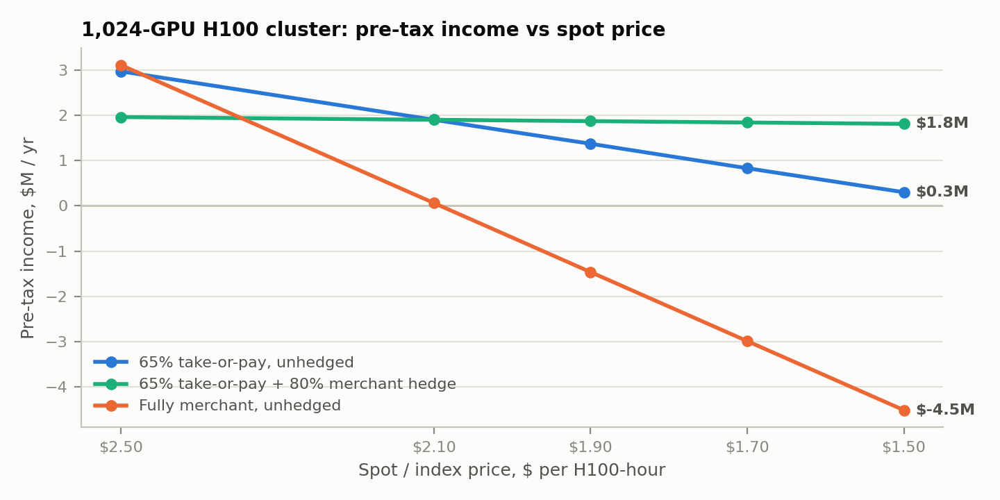 1,024-GPU H100 cluster: pre-tax income vs spot price
Pre-tax income, $M / yr
3
2
1
0
−1
−2
−3
−4
$1.8M
$0.3M
$-4.5M
65% take-or-pay, unhedged
65% take-or-pay + 80% merchant hedge
Fully merchant, unhedged
$2.50 $2.10 $1.90 $1.70 $1.50
Spot / index price, $ per H100-hour